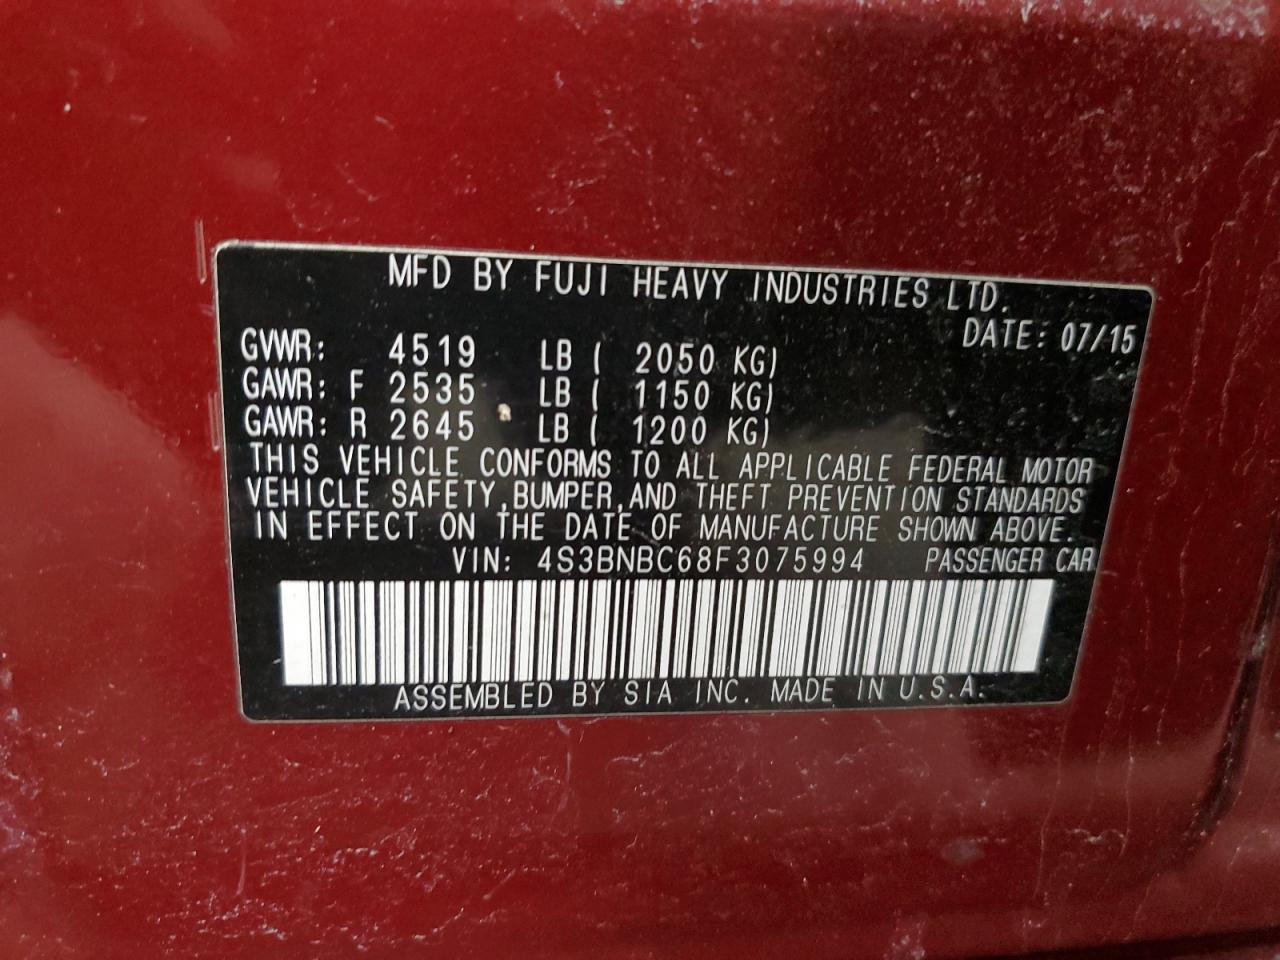 MFD BY FUJI HEAVY INDUSTRIES LTD.
DATE: 07/15
GVWR: 4519 LB ( 2050 KG)
GAWR: F 2535 LB ( 1150 KG)
GAWR: R 2645 LB ( 1200 KG)
THIS VEHICLE CONFORMS TO ALL APPLICABLE FEDERAL MOTOR
VEHICLE SAFETY,BUMPER,AND THEFT PREVENTION STANDARDS
IN EFFECT ON THE DATE OF MANUFACTURE SHOWN ABOVE.
VIN: 4S3BNBC68F3075994 PASSENGER CAR
ASSEMBLED BY SIA INC. MADE IN U.S.A.